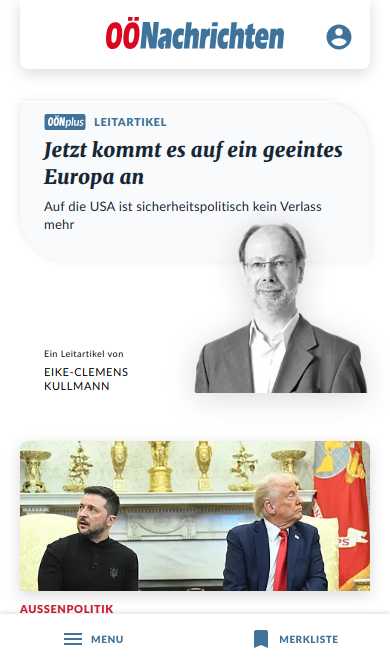 OÖNachrichten
OÖNplus LEITARTIKEL
Jetzt kommt es auf ein geeintes
Europa an
Auf die USA ist sicherheitspolitisch kein Verlass
mehr
Ein Leitartikel von
EIKE-CLEMENS
KULLMANN
AUSSENPOLITIK
MENU
MERKLISTE